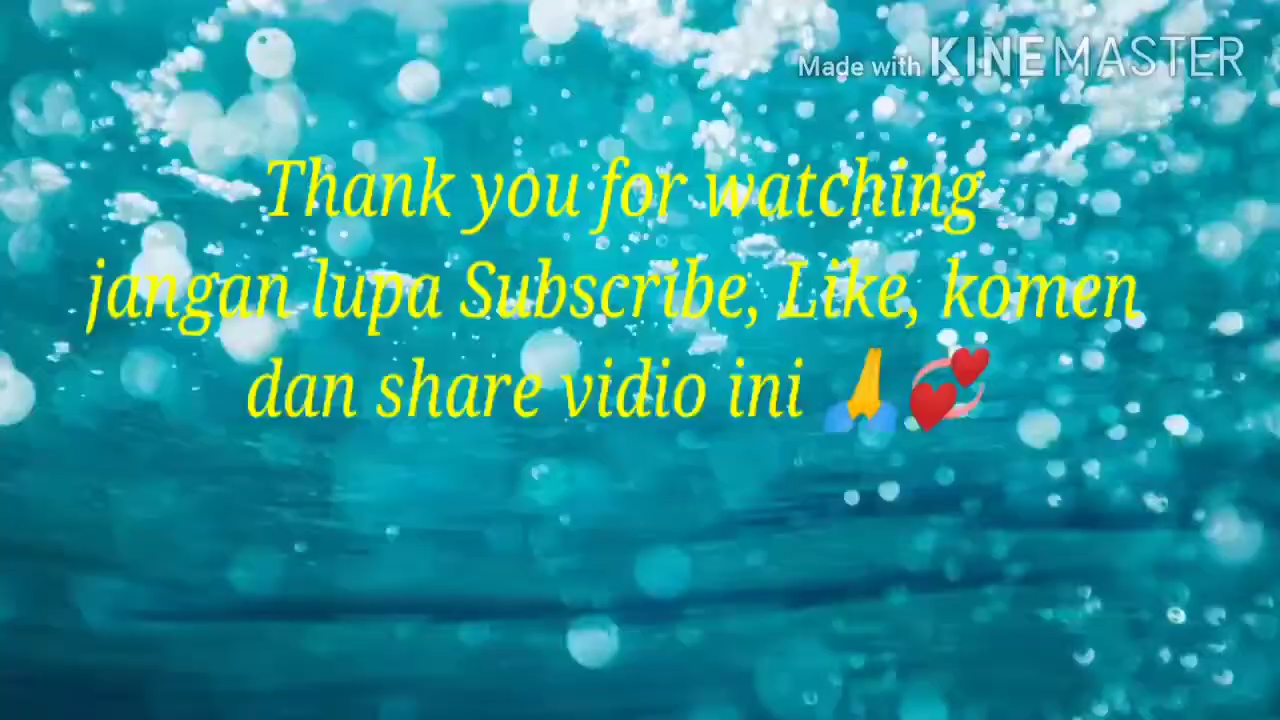 Made with KINEMASTER
Thank you for watching
jangan lupa Subscribe, Like, komen
dan share vidio ini 🙏💞